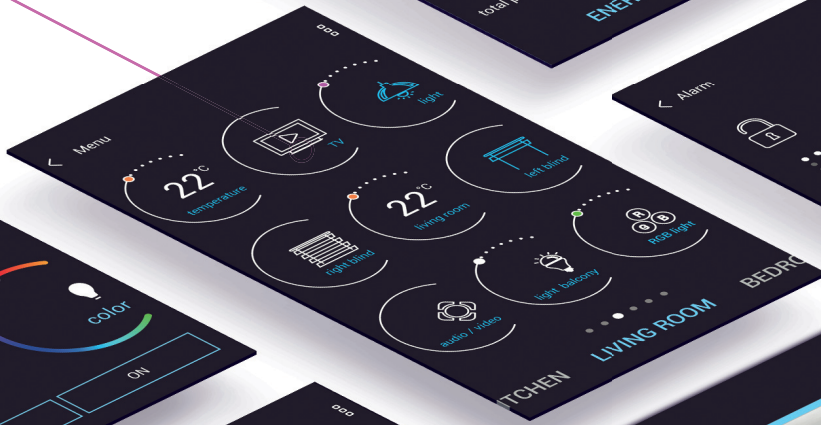 total p
ENER
Alarm
Menu
light
TV
22°C
temperature
left blind
22°C
living room
right blind
R
G B
RGB light
light balcony
audio / video
color
ON
TCHEN
LIVING ROOM
BEDRO